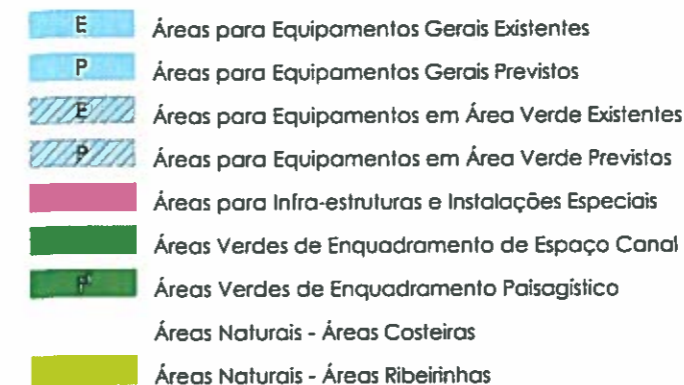 E Áreas para Equipamentos Gerais Existentes
P Áreas para Equipamentos Gerais Previstos
E Áreas para Equipamentos em Área Verde Existentes
P Áreas para Equipamentos em Área Verde Previstos
Áreas para Infra-estruturas e Instalações Especiais
Áreas Verdes de Enquadramento de Espaço Canal
Áreas Verdes de Enquadramento Paisagístico
Áreas Naturais - Áreas Costeiras
Áreas Naturais - Áreas Ribeirinhas